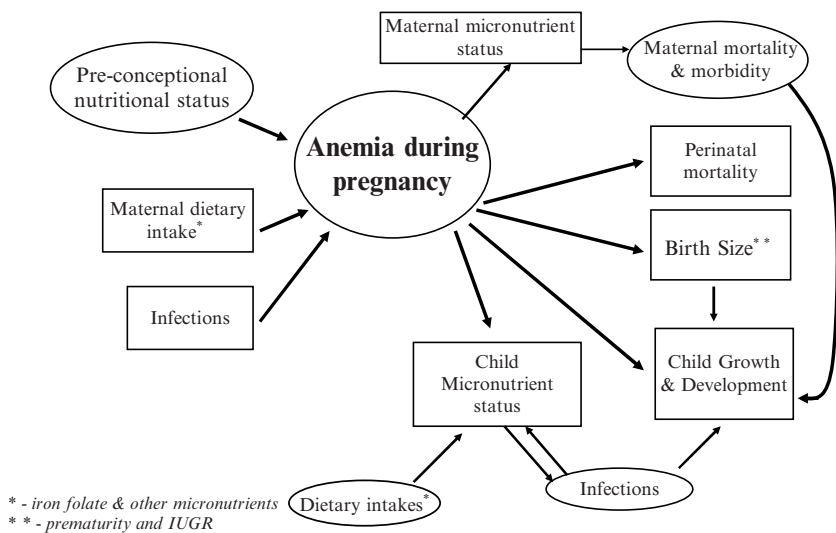 Maternal micronutrient
status
Maternal mortality
& morbidity
Pre-conceptional
nutritional status
Anemia during
pregnancy
Perinatal
mortality
Maternal dietary
intake*
Birth Size**
Infections
Child
Micronutrient
status
Child Growth
& Development
Dietary intakes*
Infections
* - iron folate & other micronutrients
* * - prematurity and IUGR